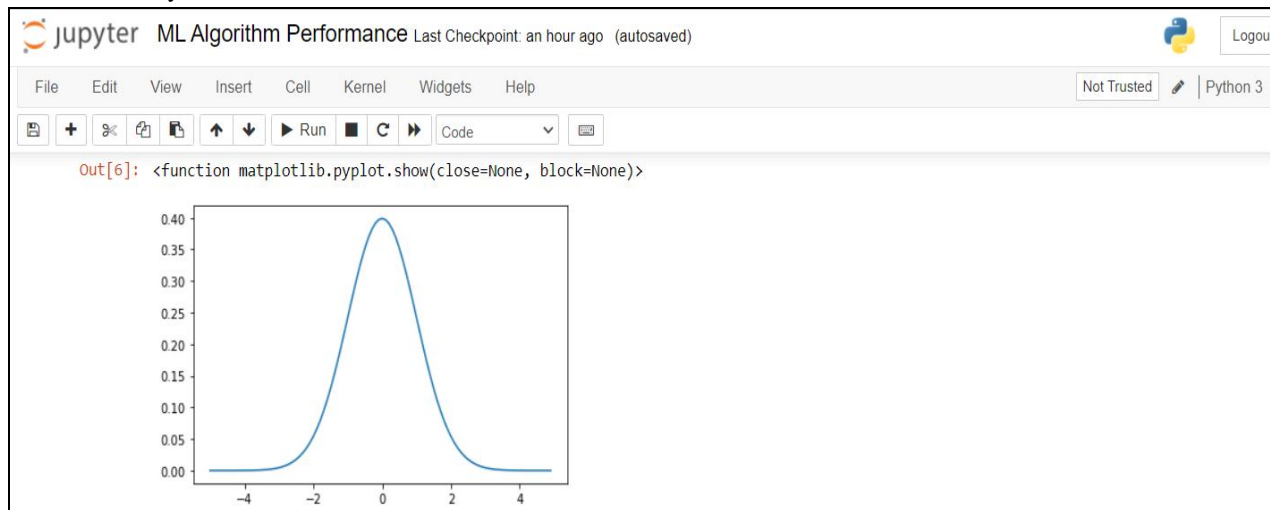 jupyter ML Algorithm Performance Last Checkpoint: an hour ago (autosaved)
Logou
File Edit View Insert Cell Kernel Widgets Help
Not Trusted Python 3
Run Code
Out[6]: <function matplotlib.pyplot.show(close=None, block=None)>
0.40
0.35
0.30
0.25
0.20
0.15
0.10
0.05
0.00
−4 −2 0 2 4